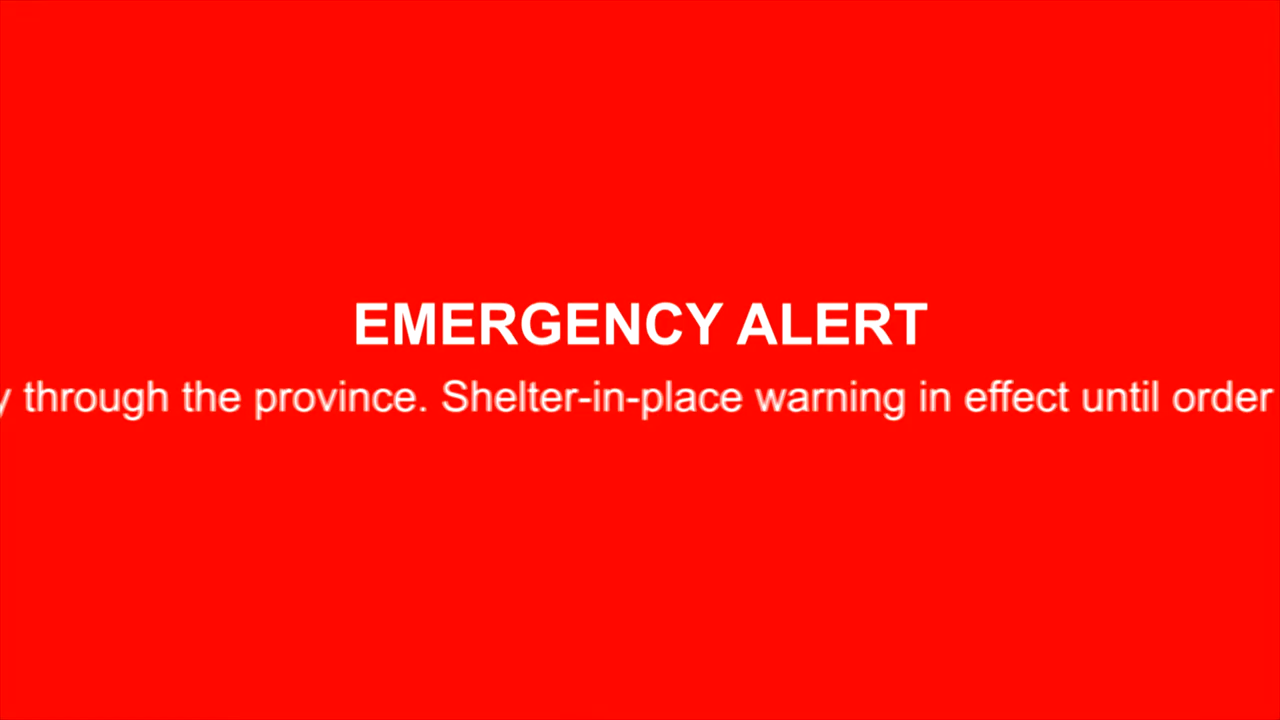 EMERGENCY ALERT
y through the province. Shelter-in-place warning in effect until order